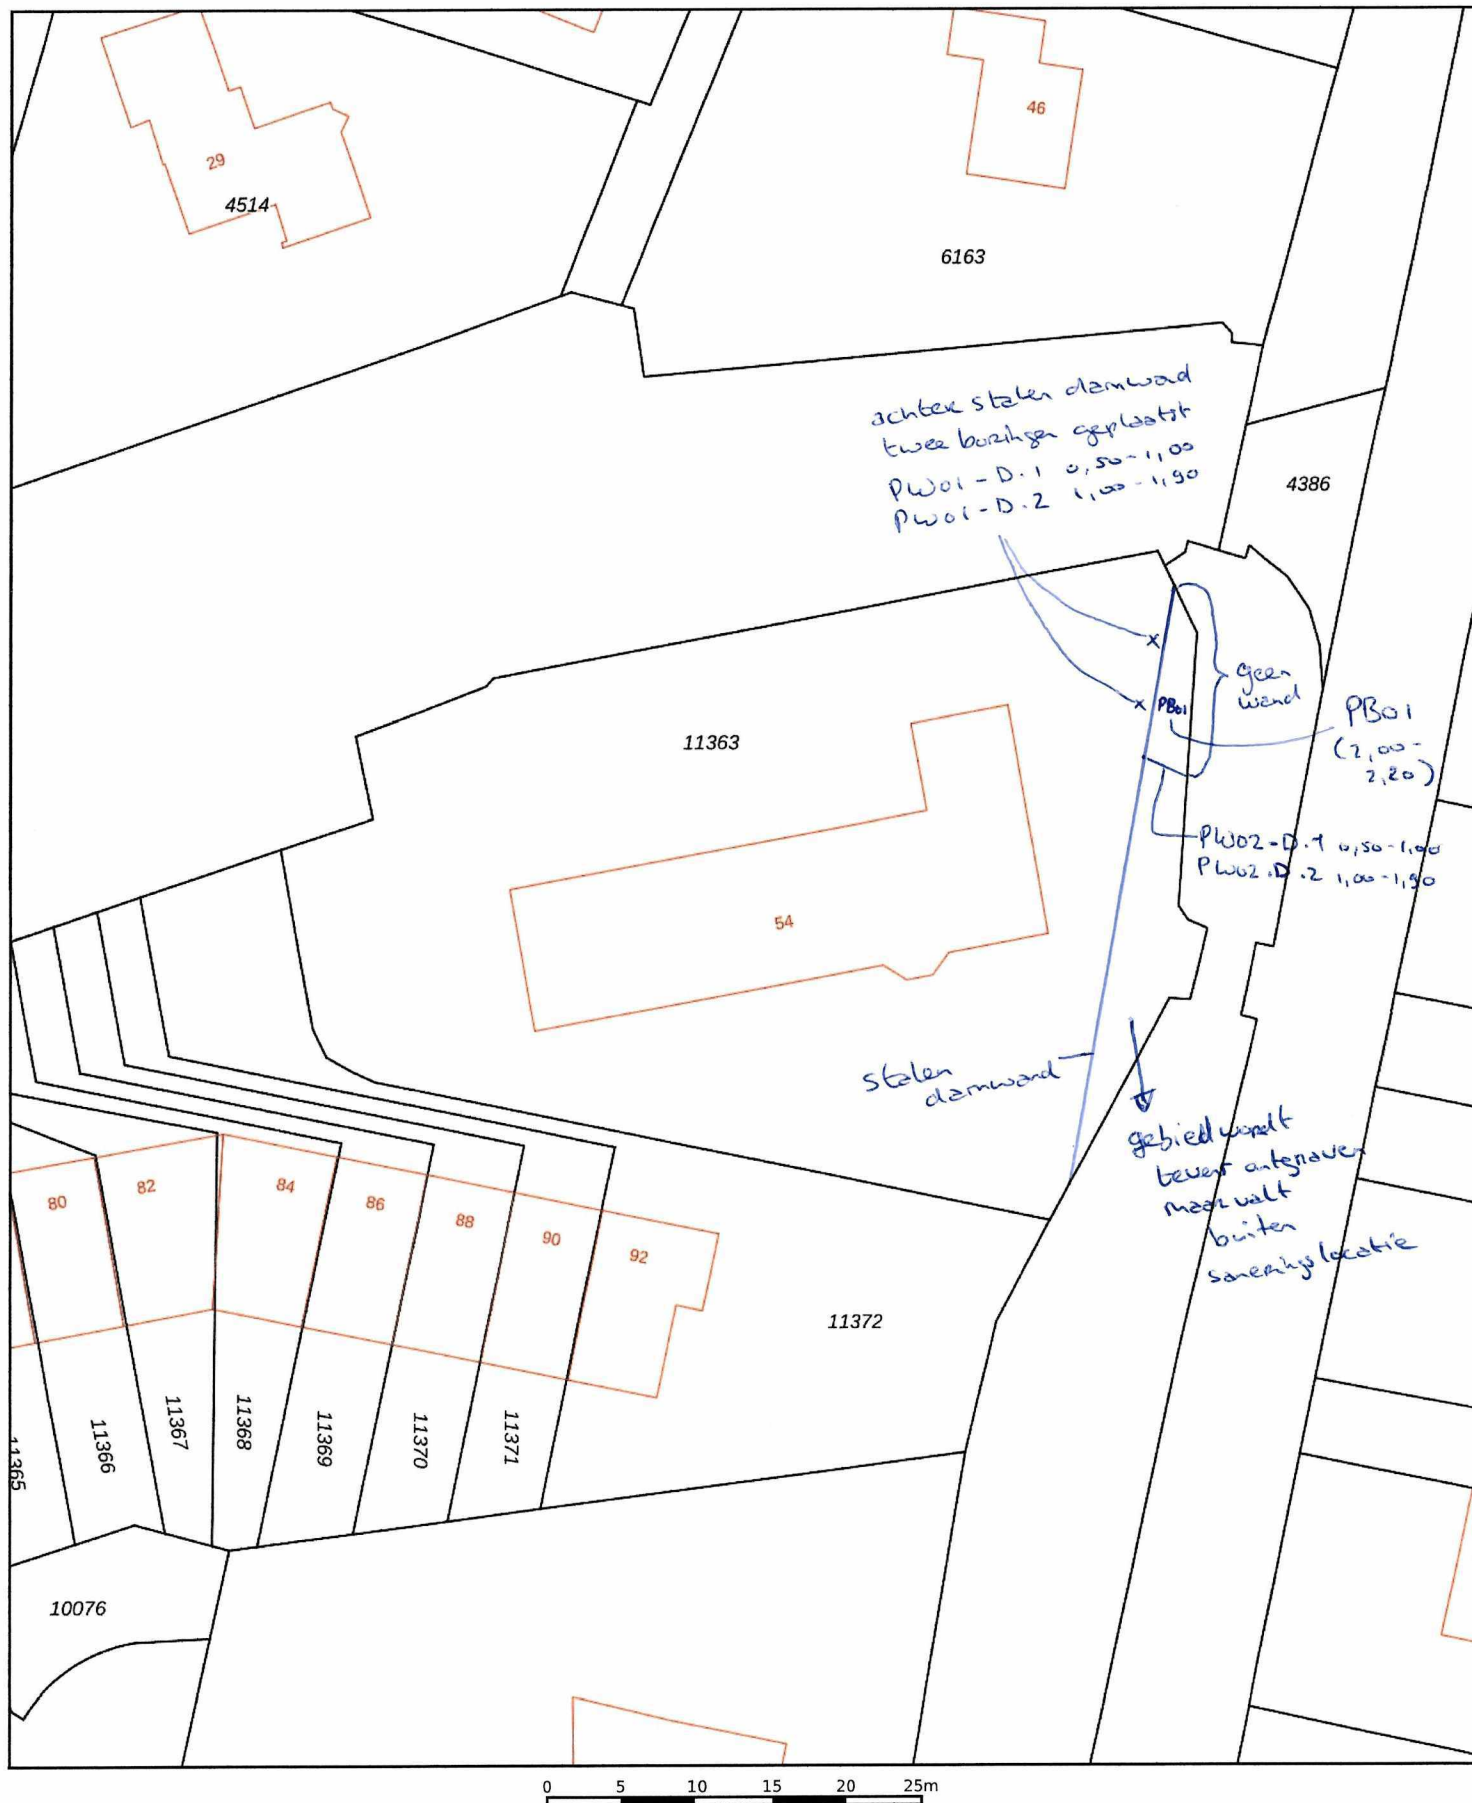 29
4514
46
6163
achter stalen damwand
twee boringen geplaatst
PW01-D.1 0,50-1,00
PW01-D.2 1,00-1,90
4386
geen
wand
PB01
PB01
(2,00-
2,20)
11363
PW02-D.1 0,50-1,00
PW02.D.2 1,00-1,90
54
stalen
damwand
gebied wordt
tevens ontgraven
maar valt
buiten
saneringslocatie
80
82
84
86
88
90
92
11372
11365
11366
11367
11368
11369
11370
11371
10076
0 5 10 15 20 25m